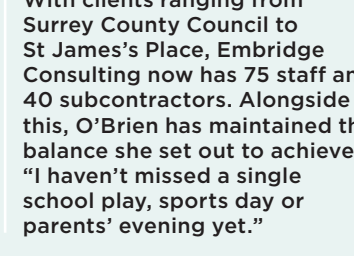 With clients ranging from
Surrey County Council to
St James’s Place, Embridge
Consulting now has 75 staff an
40 subcontractors. Alongside
this, O’Brien has maintained th
balance she set out to achieve
“I haven’t missed a single
school play, sports day or
parents’ evening yet.”